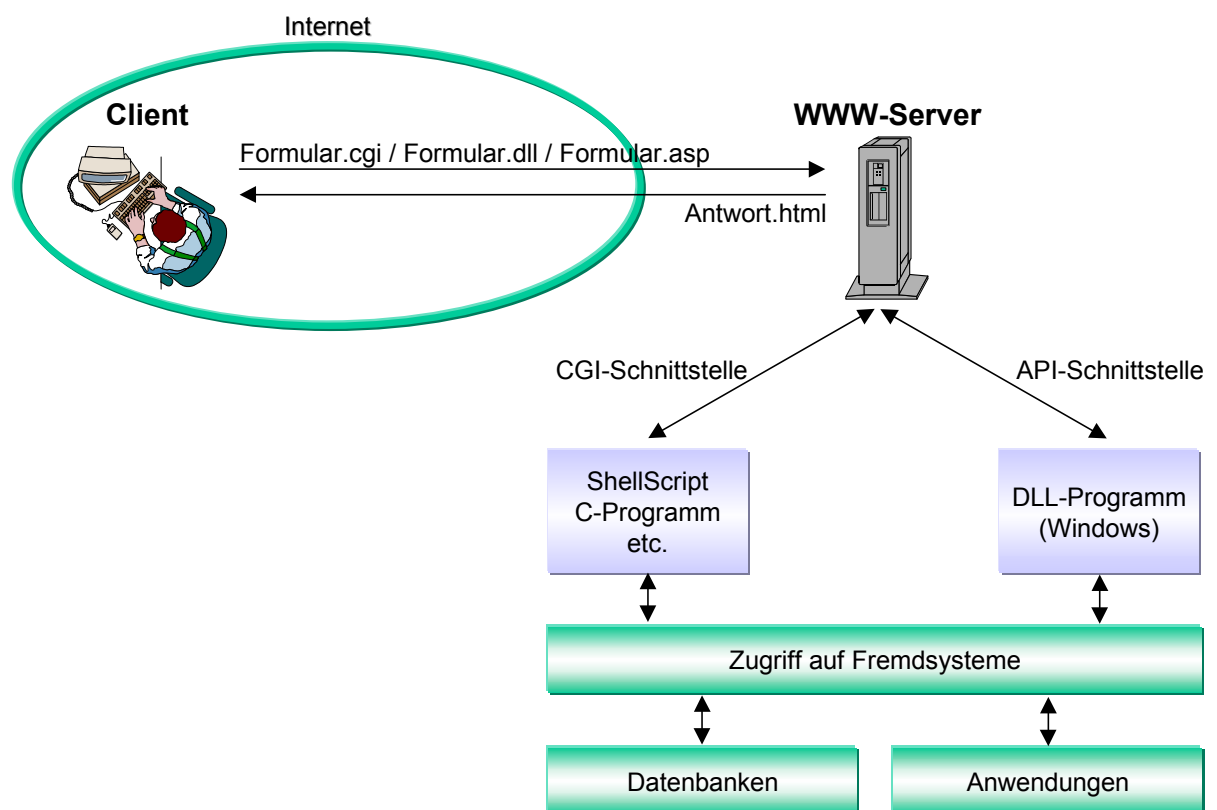 Internet
Client
WWW-Server
Formular.cgi / Formular.dll / Formular.asp
Antwort.html
CGI-Schnittstelle
API-Schnittstelle
ShellScript
C-Programm
etc.
DLL-Programm
(Windows)
Zugriff auf Fremdsysteme
Datenbanken
Anwendungen